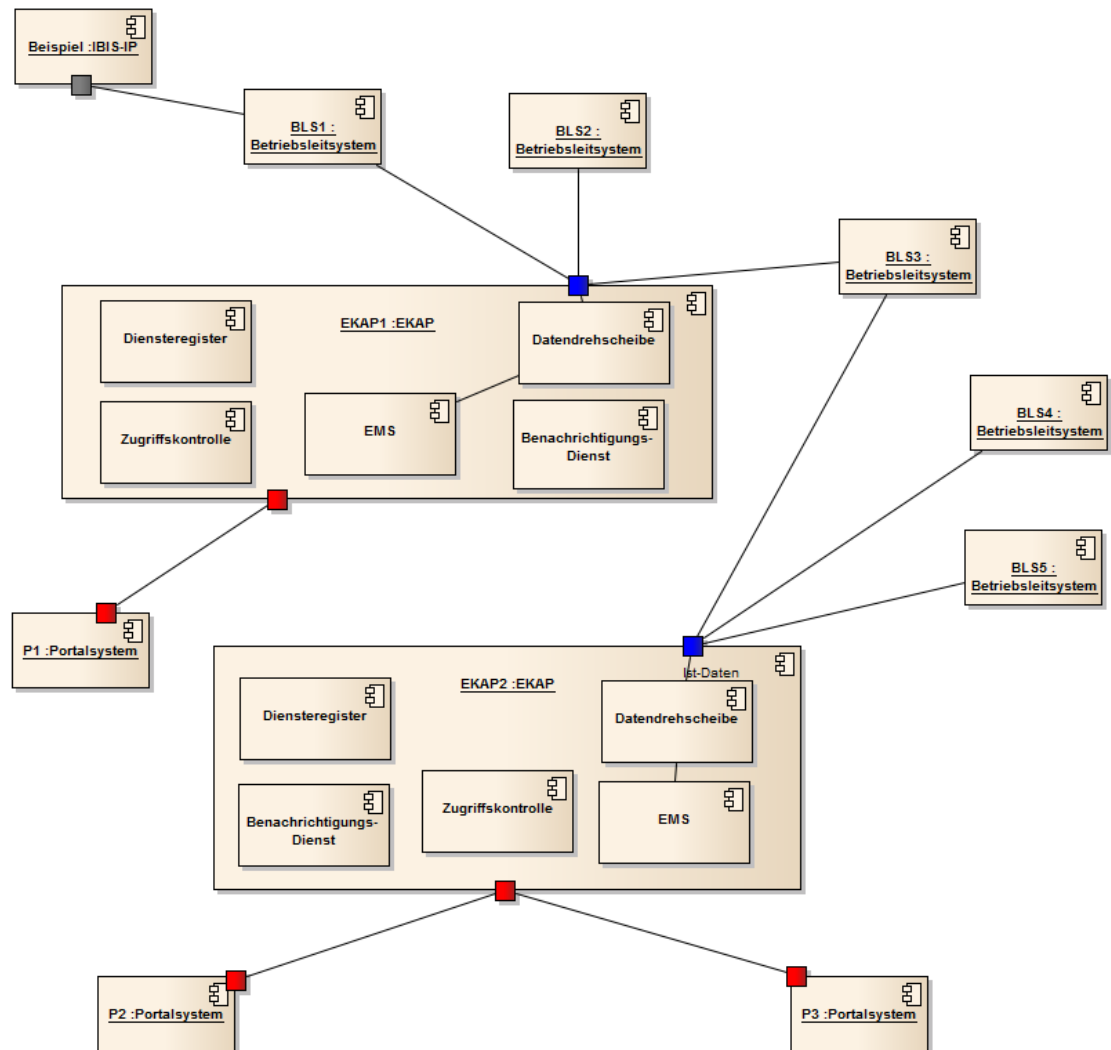 Beispiel :IBIS-IP
BLS1 :
Betriebsleitsystem
BLS2 :
Betriebsleitsystem
BLS3 :
Betriebsleitsystem
EKAP1 :EKAP
Diensteregister
Datendrehscheibe
Zugriffskontrolle
EMS
Benachrichtigungs-
Dienst
BLS4 :
Betriebsleitsystem
BLS5 :
Betriebsleitsystem
P1 :Portalsystem
EKAP2 :EKAP
Ist-Daten
Diensteregister
Datendrehscheibe
Benachrichtigungs-
Dienst
Zugriffskontrolle
EMS
P2 :Portalsystem
P3 :Portalsystem